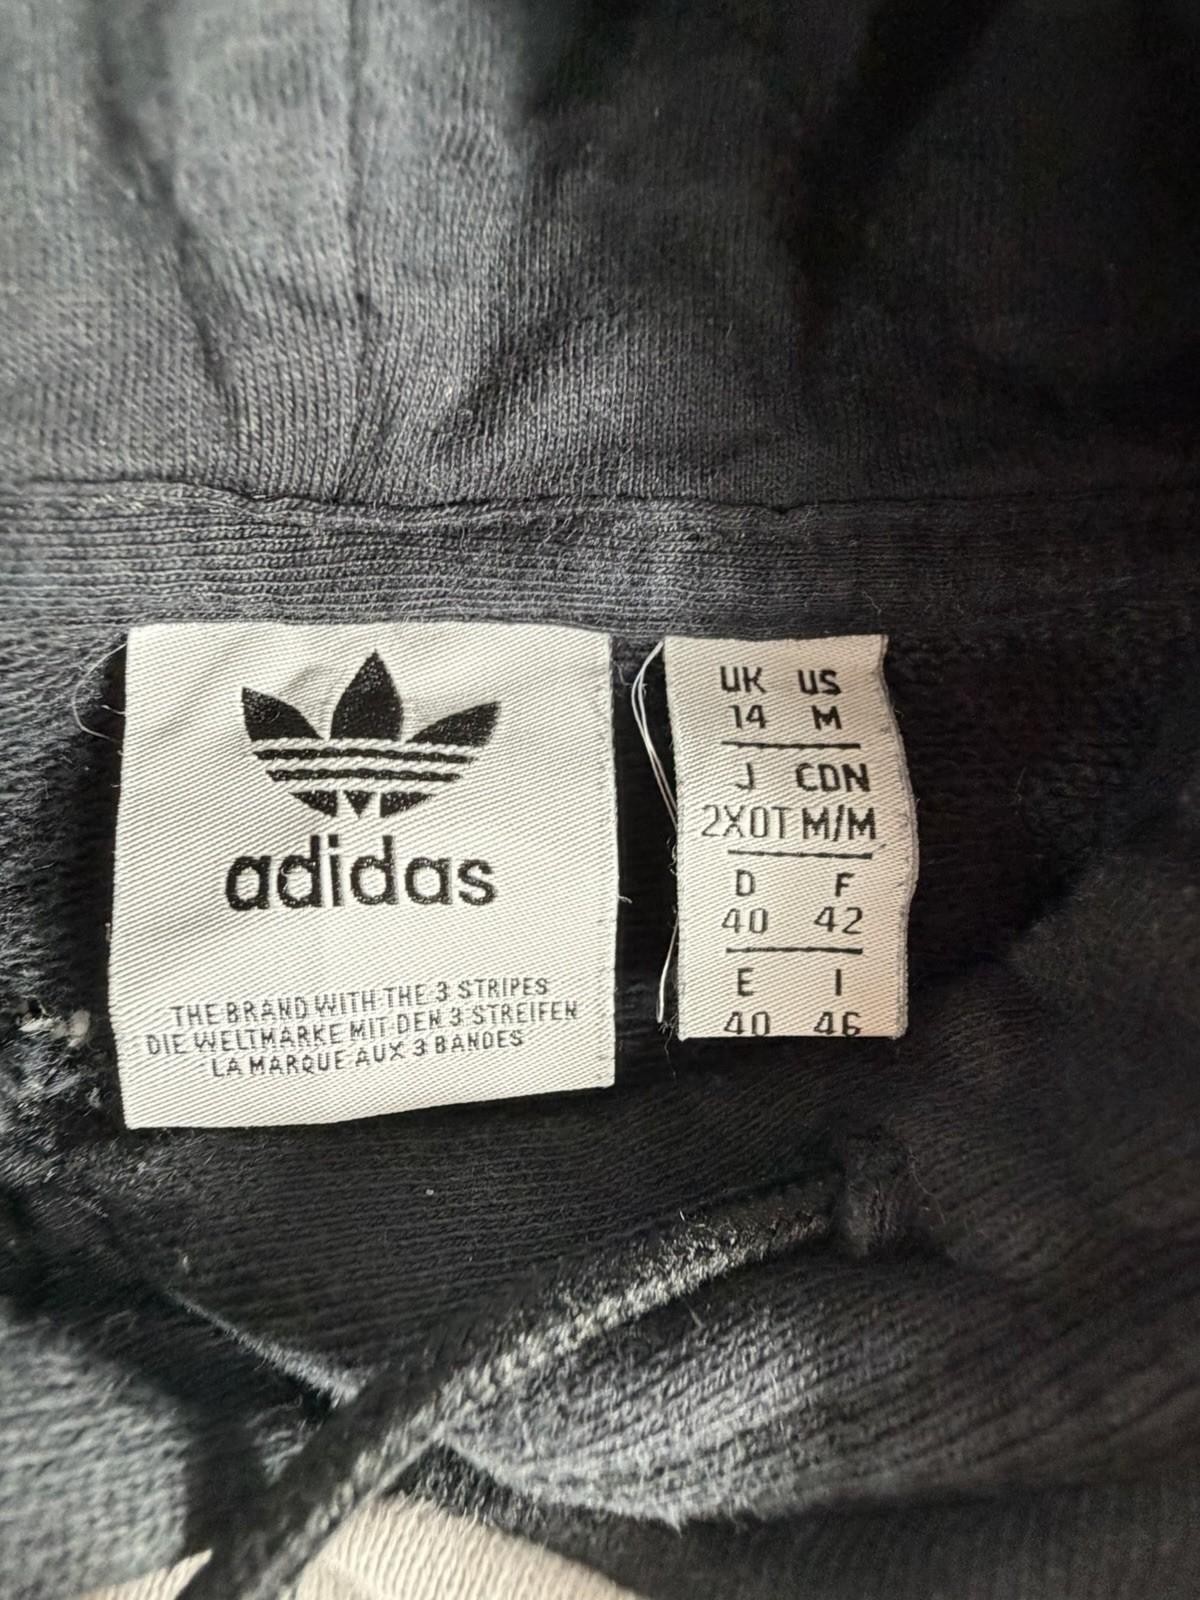 adidas
THE BRAND WITH THE 3 STRIPES
DIE WELTMARKE MIT DEN 3 STREIFEN
LA MARQUE AUX 3 BANDES
UK US
14 M
J CDN
2XOT M/M
D F
40 42
E I
40 46